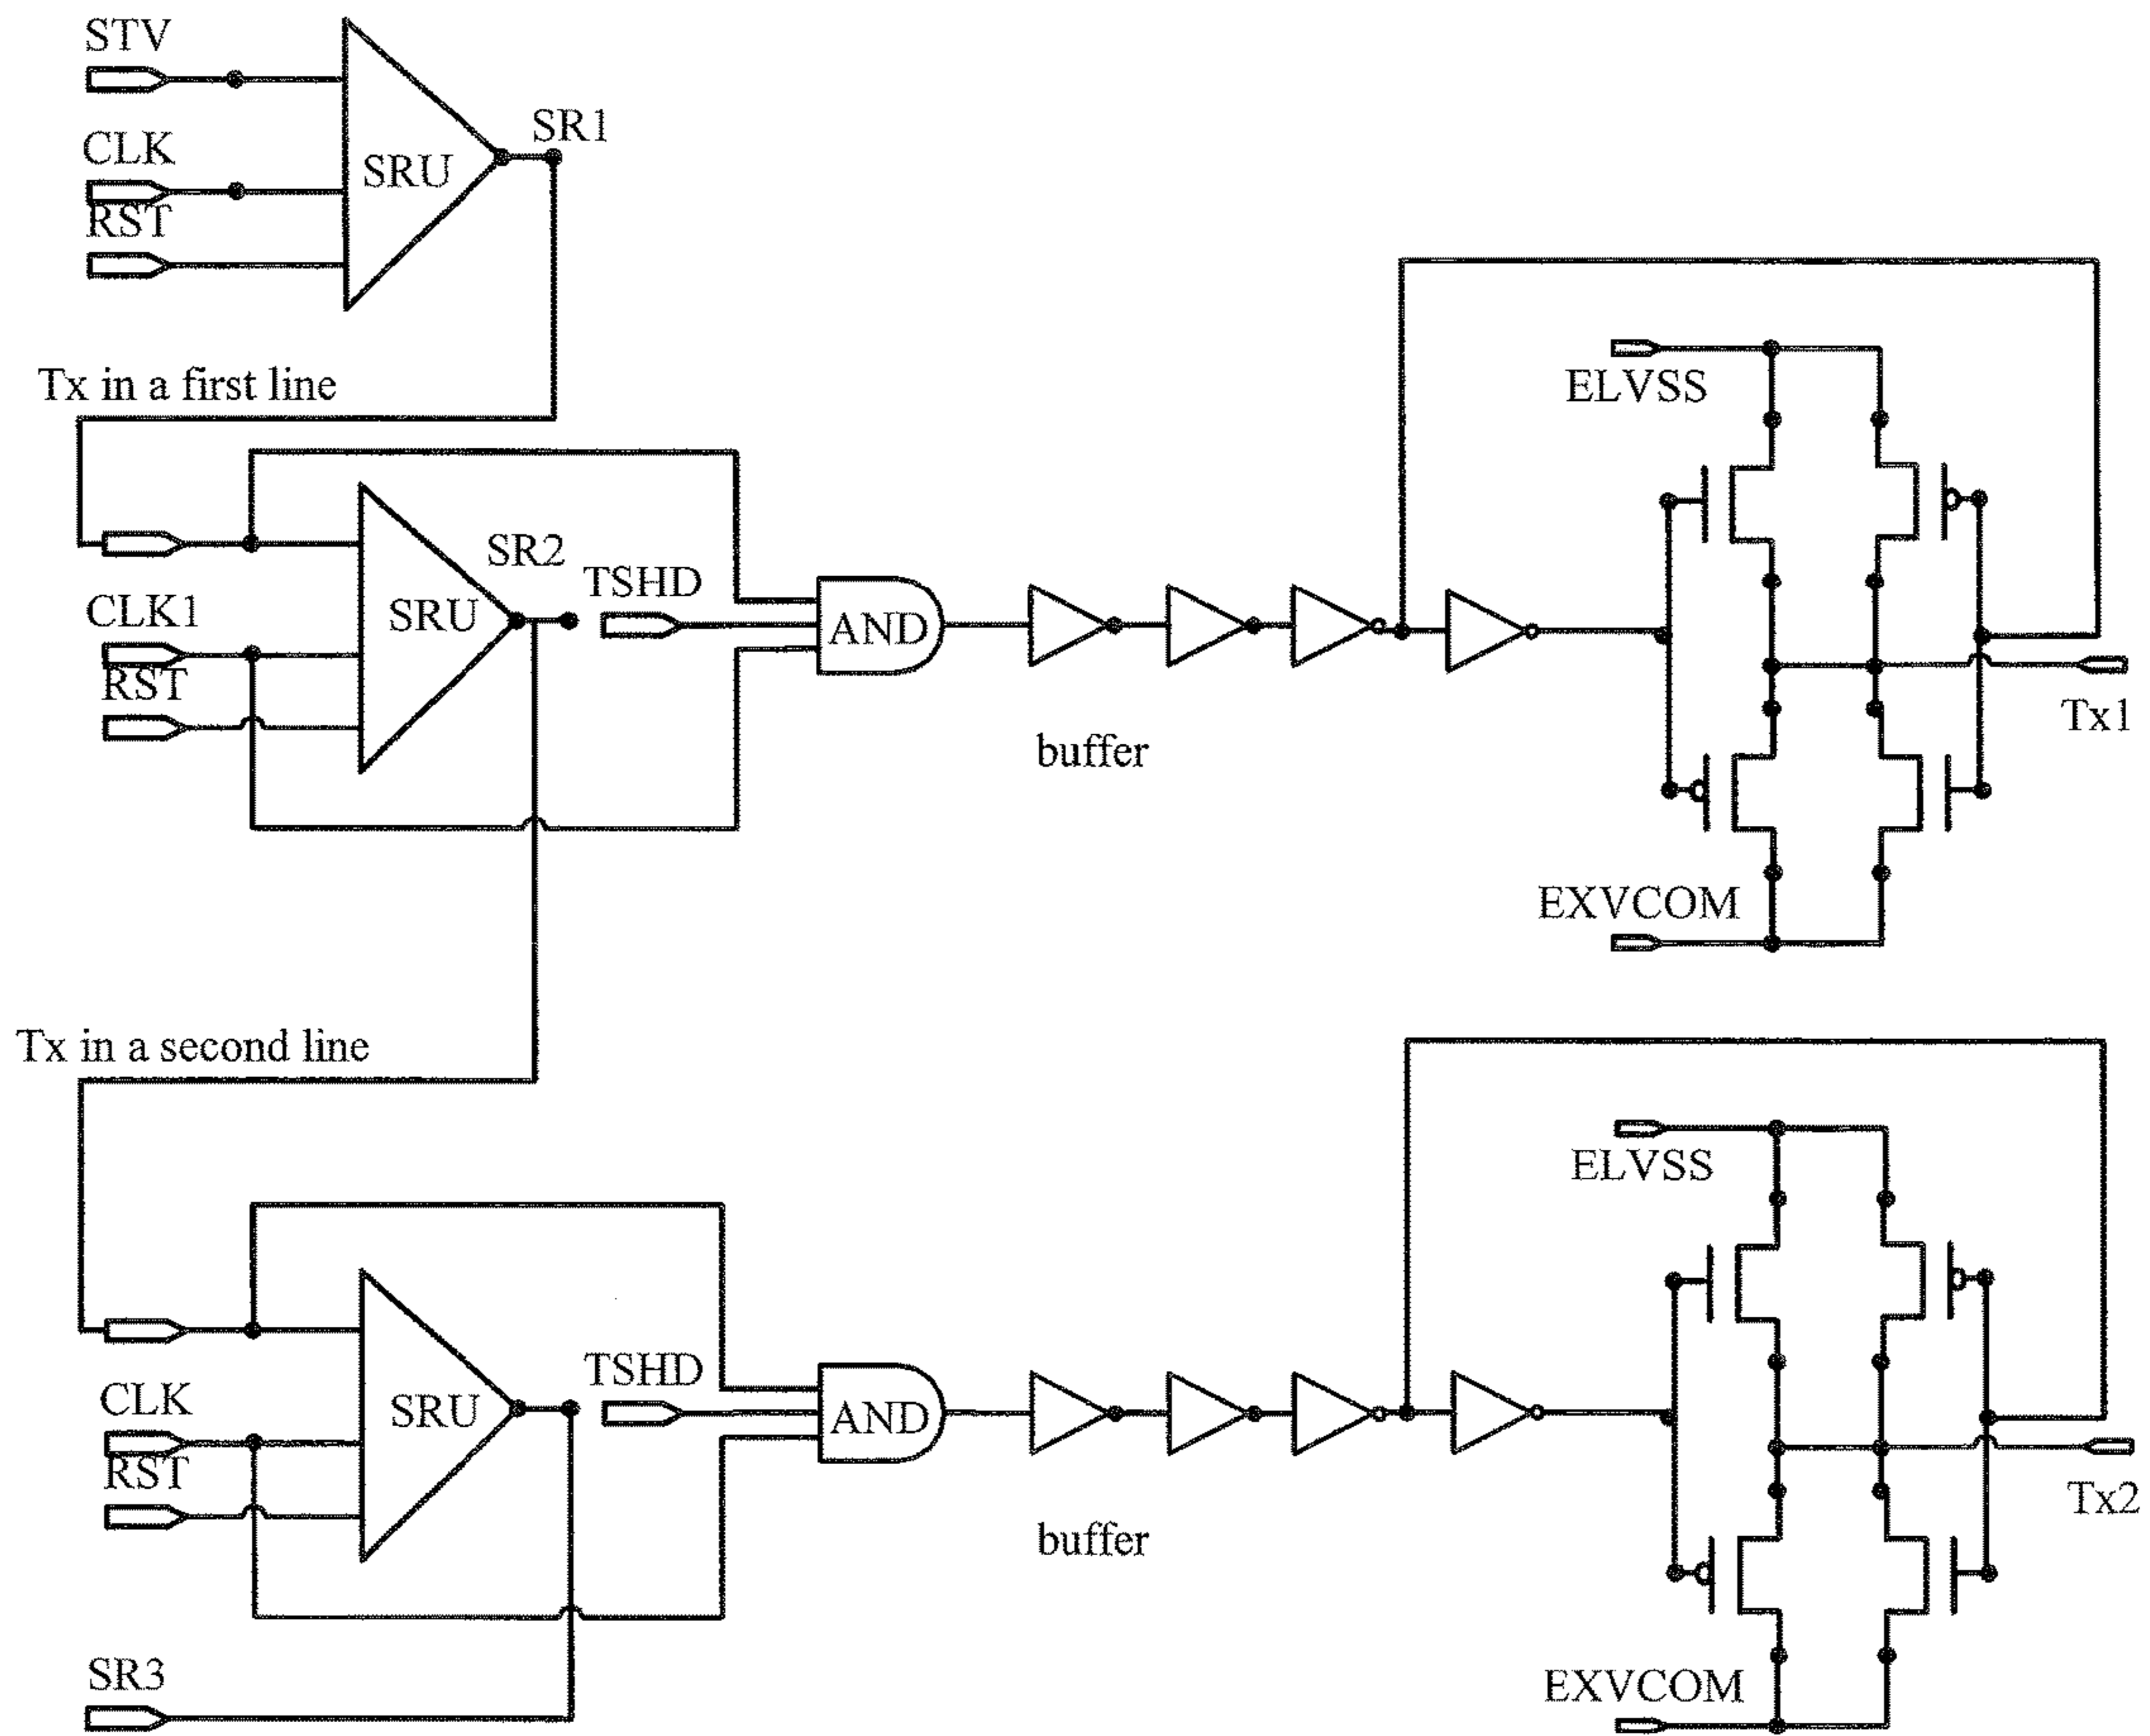 STV
CLK
SRU
SR1
RST
Tx in a first line
ELVSS
SR2
TSHD
CLK1
SRU
AND
RST
Tx1
buffer
EXVCOM
Tx in a second line
ELVSS
TSHD
CLK
SRU
AND
RST
Tx2
buffer
SR3
EXVCOM